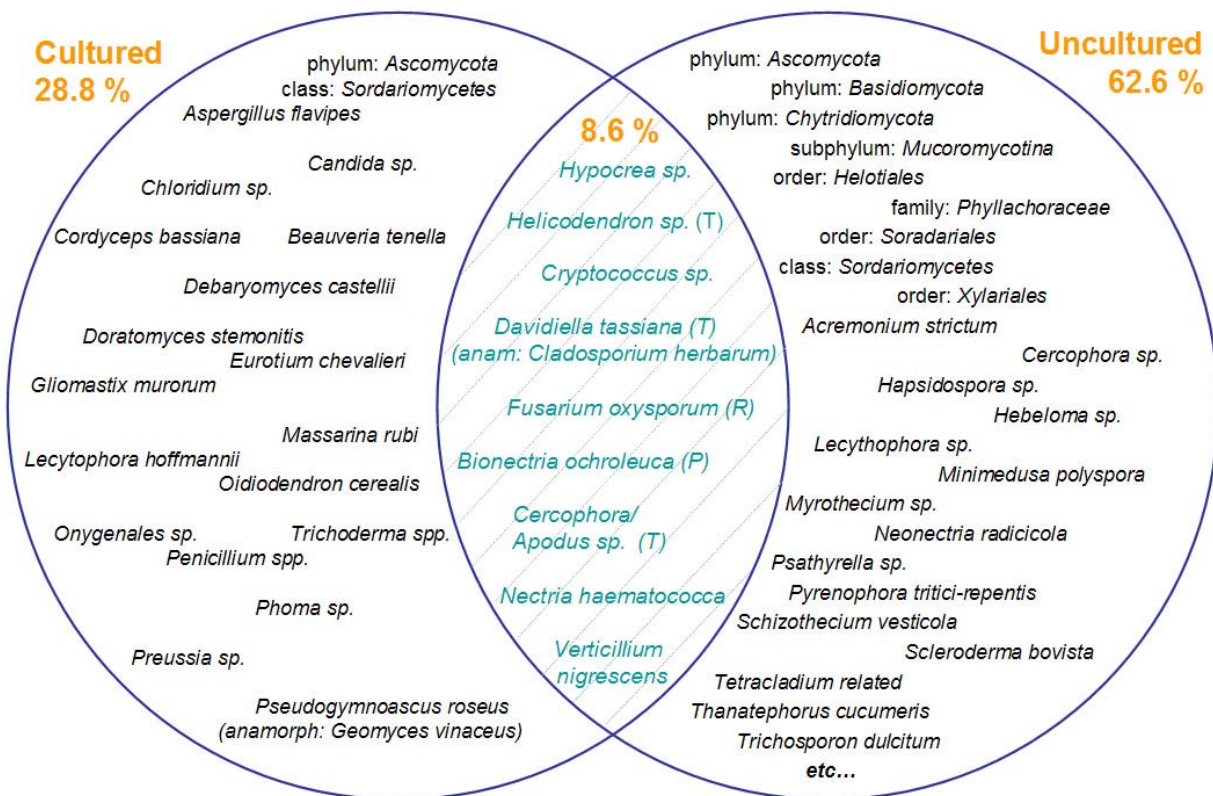 Cultured
28.8 %
phylum: Ascomycota
class: Sordariomycetes
Aspergillus flavipes
Candida sp.
Chloridium sp.
Cordyceps bassiana
Beauveria tenella
Debaryomyces castellii
Doratomyces stemonitis
Eurotium chevalieri
Gliomastix murorum
Massarina rubi
Lecytophora hoffmannii
Oidiodendron cerealis
Onygenales sp.
Trichoderma spp.
Penicillium spp.
Phoma sp.
Preussia sp.
Pseudogymnoascus roseus
(anamorph: Geomyces vinaceus)
8.6 %
Hypocrea sp.
Helicodendron sp. (T)
Cryptococcus sp.
Davidiella tassiana (T)
(anam: Cladosporium herbarum)
Fusarium oxysporum (R)
Bionectria ochroleuca (P)
Cercophora/
Apodus sp. (T)
Nectria haematococca
Verticillium
nigrescens
Uncultured
62.6 %
phylum: Ascomycota
phylum: Basidiomycota
phylum: Chytridiomycota
subphylum: Mucoromycotina
order: Helotiales
family: Phyllachoraceae
order: Soradariales
class: Sordariomycetes
order: Xylariales
Acremonium strictum
Cercophora sp.
Hapsidospora sp.
Hebeloma sp.
Lecythophora sp.
Minimedusa polyspora
Myrothecium sp.
Neonectria radicicola
Psathyrella sp.
Pyrenophora tritici-repentis
Schizothecium vesticola
Scleroderma bovista
Tetracladium related
Thanatephorus cucumeris
Trichosporon dulcitum
etc...